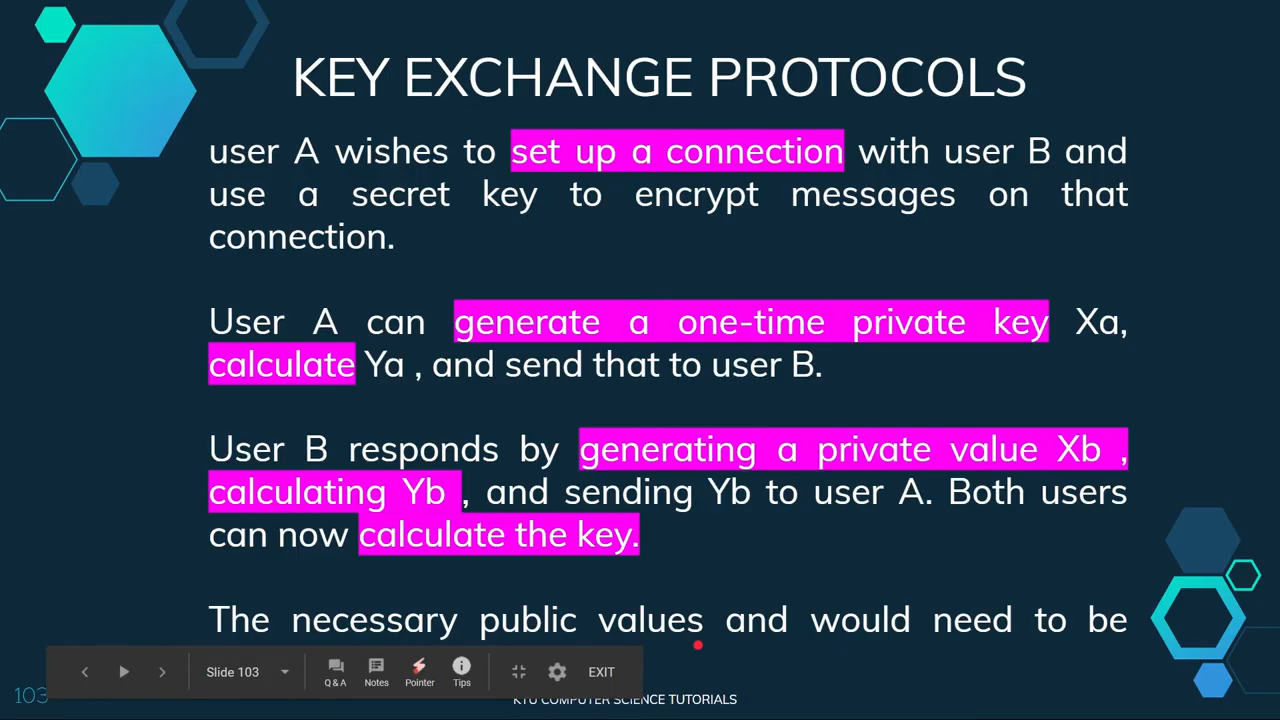 KEY EXCHANGE PROTOCOLS
user A wishes to set up a connection with user B and
use a secret key to encrypt messages on that
connection.
User A can generate a one-time private key Xa,
calculate Ya , and send that to user B.
User B responds by generating a private value Xb ,
calculating Yb , and sending Yb to user A. Both users
can now calculate the key.
The necessary public values and would need to be
Slide 103
Q & A
Notes
Pointer
Tips
EXIT
103
KTU COMPUTER SCIENCE TUTORIALS